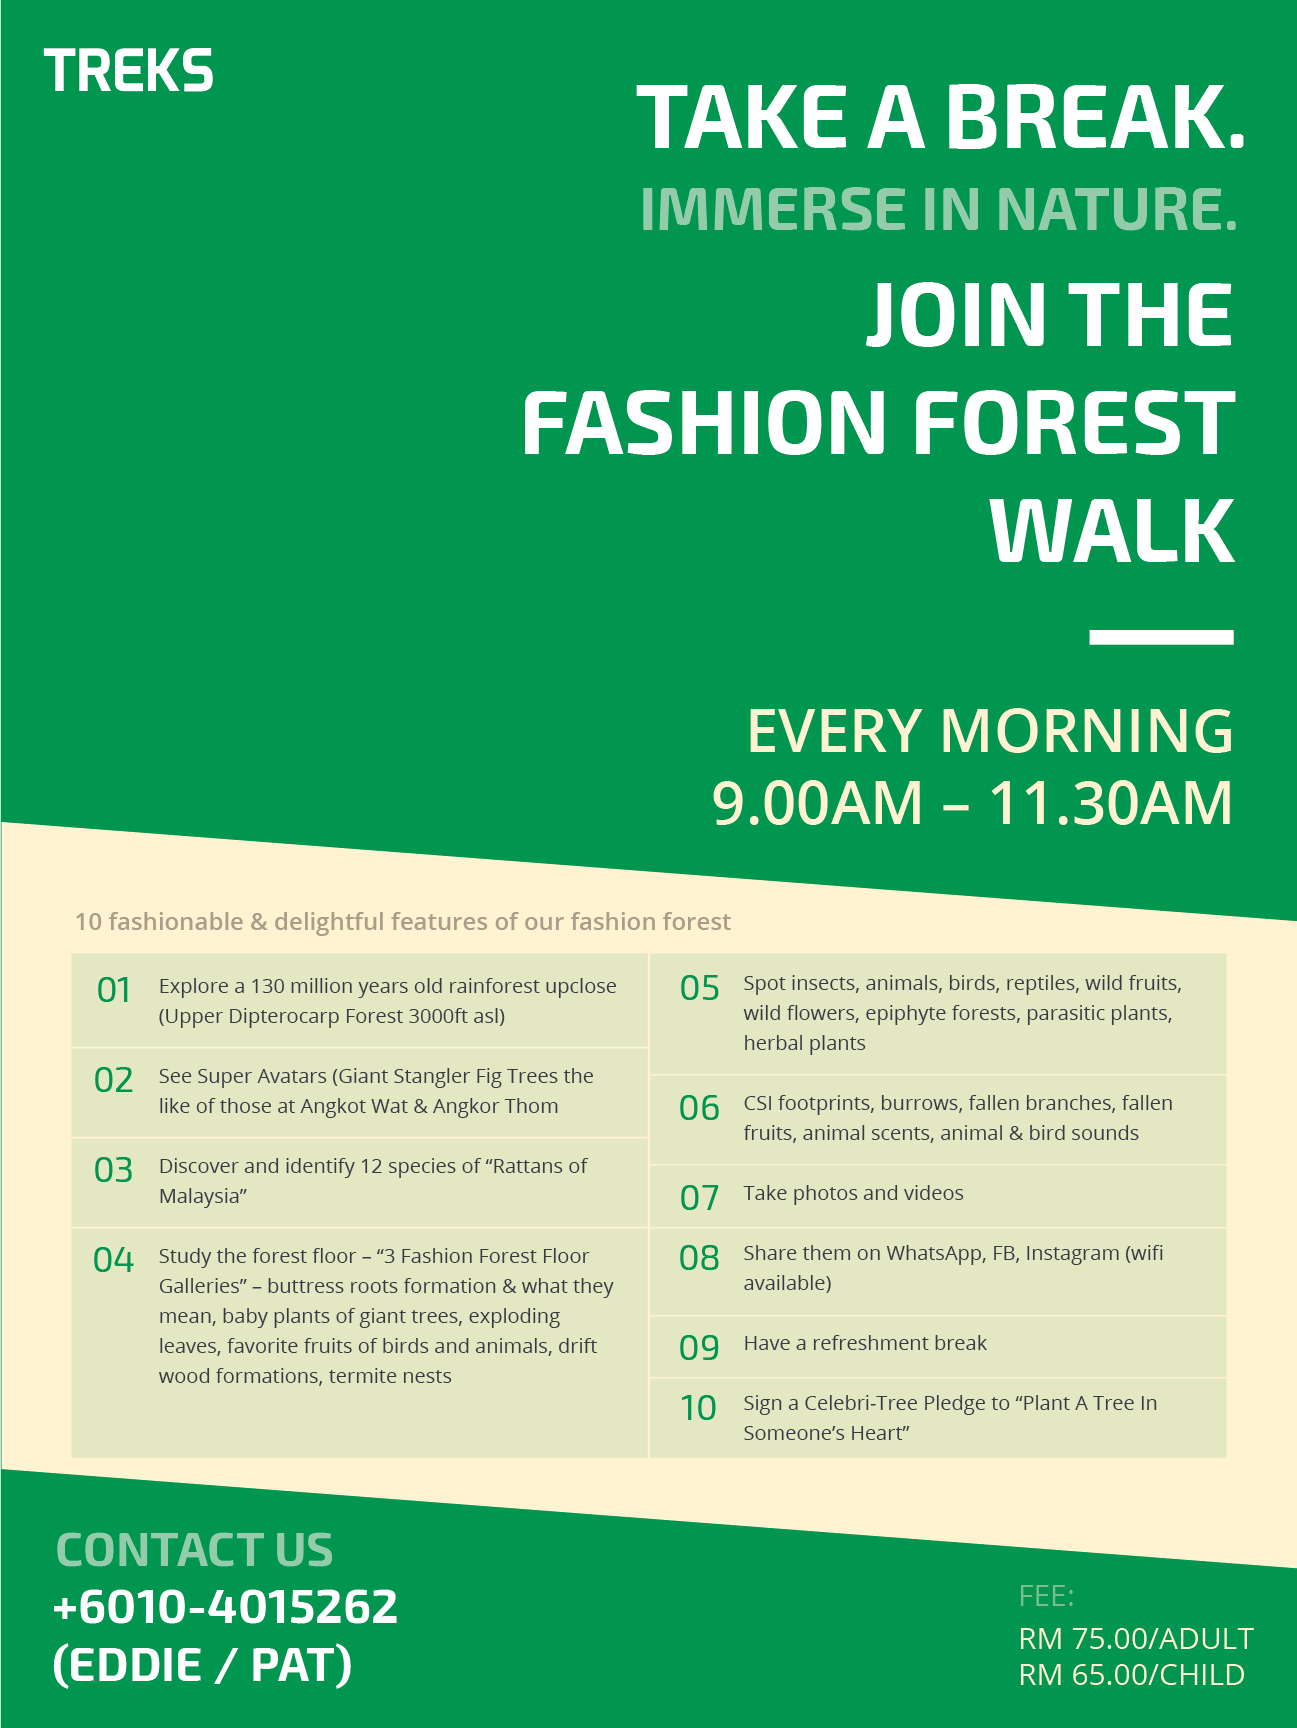 TREKS
TAKE A BREAK.
IMMERSE IN NATURE.
JOIN THE
FASHION FOREST
WALK
EVERY MORNING
9.00AM – 11.30AM
10 fashionable & delightful features of our fashion forest
01 Explore a 130 million years old rainforest upclose
(Upper Dipterocarp Forest 3000ft asl)
02 See Super Avatars (Giant Stangler Fig Trees the
like of those at Angkot Wat & Angkor Thom
03 Discover and identify 12 species of “Rattans of
Malaysia”
04 Study the forest floor – “3 Fashion Forest Floor
Galleries” – buttress roots formation & what they
mean, baby plants of giant trees, exploding
leaves, favorite fruits of birds and animals, drift
wood formations, termite nests
05 Spot insects, animals, birds, reptiles, wild fruits,
wild flowers, epiphyte forests, parasitic plants,
herbal plants
06 CSI footprints, burrows, fallen branches, fallen
fruits, animal scents, animal & bird sounds
07 Take photos and videos
08 Share them on WhatsApp, FB, Instagram (wifi
available)
09 Have a refreshment break
10 Sign a Celebri-Tree Pledge to “Plant A Tree In
Someone’s Heart”
CONTACT US
+6010-4015262
(EDDIE / PAT)
FEE:
RM 75.00/ADULT
RM 65.00/CHILD